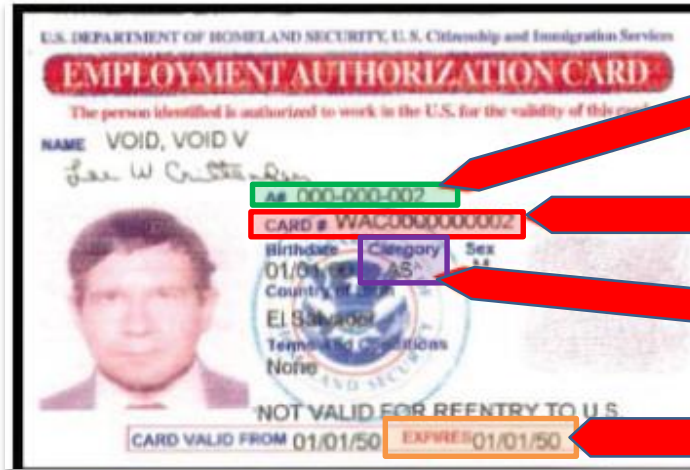 U.S. DEPARTMENT OF HOMELAND SECURITY, U.S. Citizenship and Immigration Services
EMPLOYMENT AUTHORIZATION CARD
The person identified is authorized to work in the U.S. for the validity of this card.
NAME VOID, VOID V
A# 000-000-002
CARD # WAC0000000002
Birthdate Category Sex
AS M
Country of Birth
El Salvador
Terms And Conditions
None
NOT VALID FOR REENTRY TO U.S.
CARD VALID FROM 01/01/50 EXPIRES 01/01/50